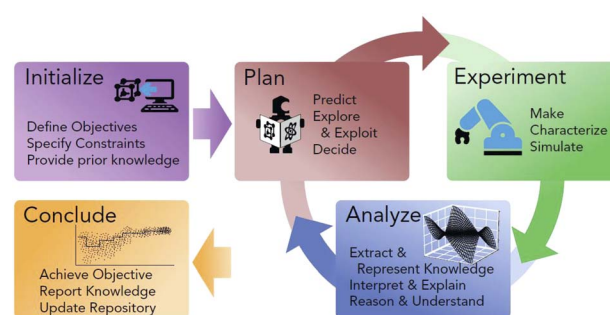 Initialize
Define Objectives
Specify Constraints
Provide prior knowledge
Plan
Predict
Explore
& Exploit
Decide
Experiment
Make
Characterize
Simulate
Analyze
Extract &
Represent Knowledge
Interpret & Explain
Reason & Understand
Conclude
Achieve Objective
Report Knowledge
Update Repository